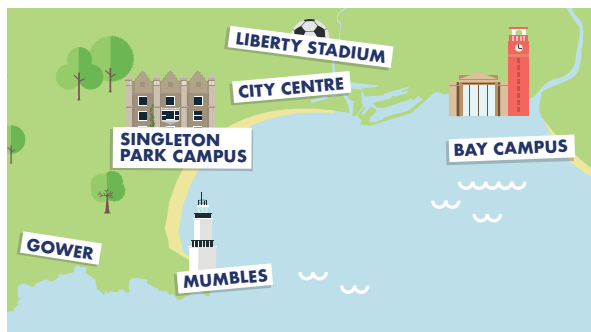 LIBERTY STADIUM
CITY CENTRE
SINGLETON
PARK CAMPUS
BAY CAMPUS
GOWER
MUMBLES